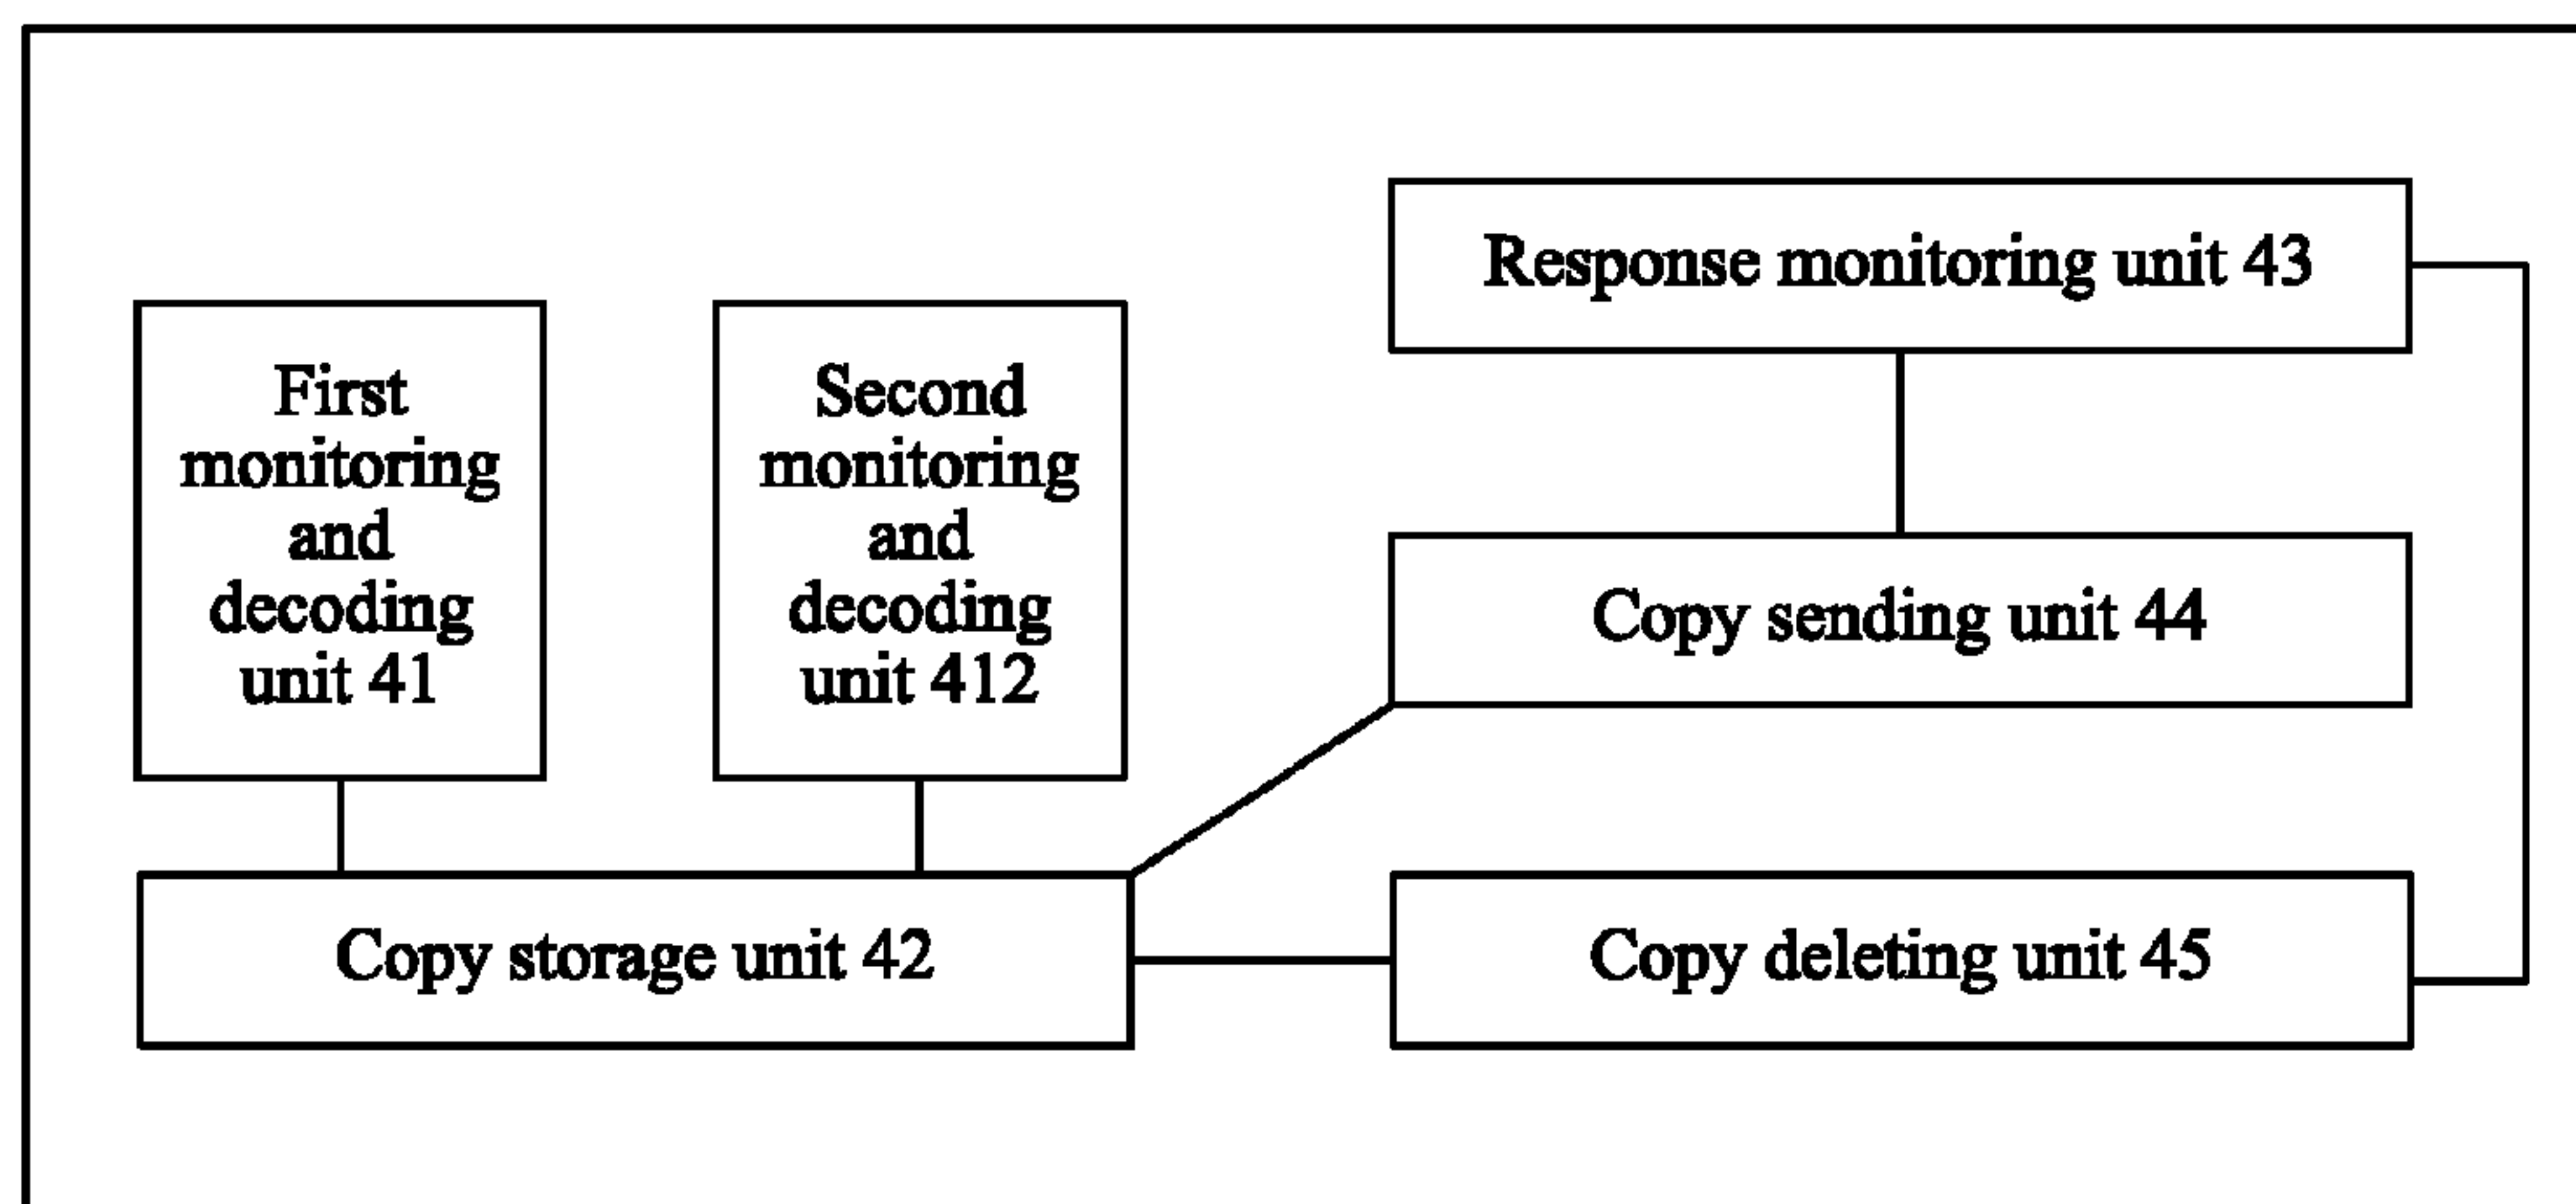 First
monitoring
and
decoding
unit 41
Second
monitoring
and
decoding
unit 412
Response monitoring unit 43
Copy sending unit 44
Copy storage unit 42
Copy deleting unit 45